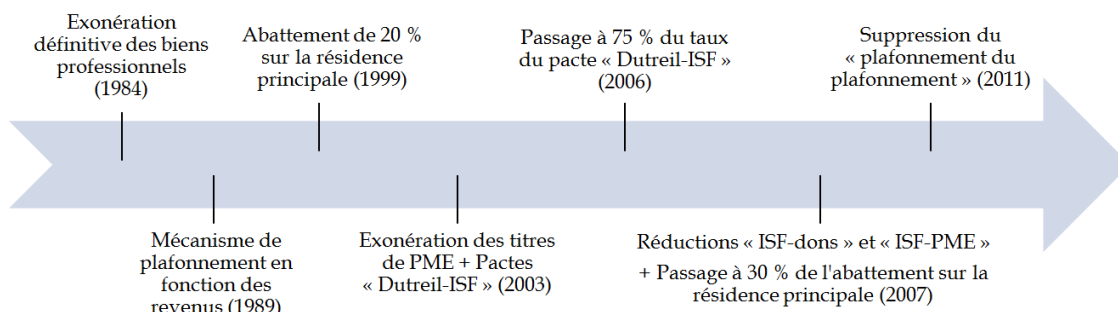 Exonération
définitive des biens
professionnels
(1984)
Abattement de 20 %
sur la résidence
principale (1999)
Passage à 75 % du taux
du pacte « Dutreil-ISF »
(2006)
Suppression du
« plafonnement du
plafonnement » (2011)
Mécanisme de
plafonnement en
fonction des
revenus (1989)
Exonération des titres
de PME + Pactes
« Dutreil-ISF » (2003)
Réductions « ISF-dons » et « ISF-PME »
+ Passage à 30 % de l'abattement sur la
résidence principale (2007)